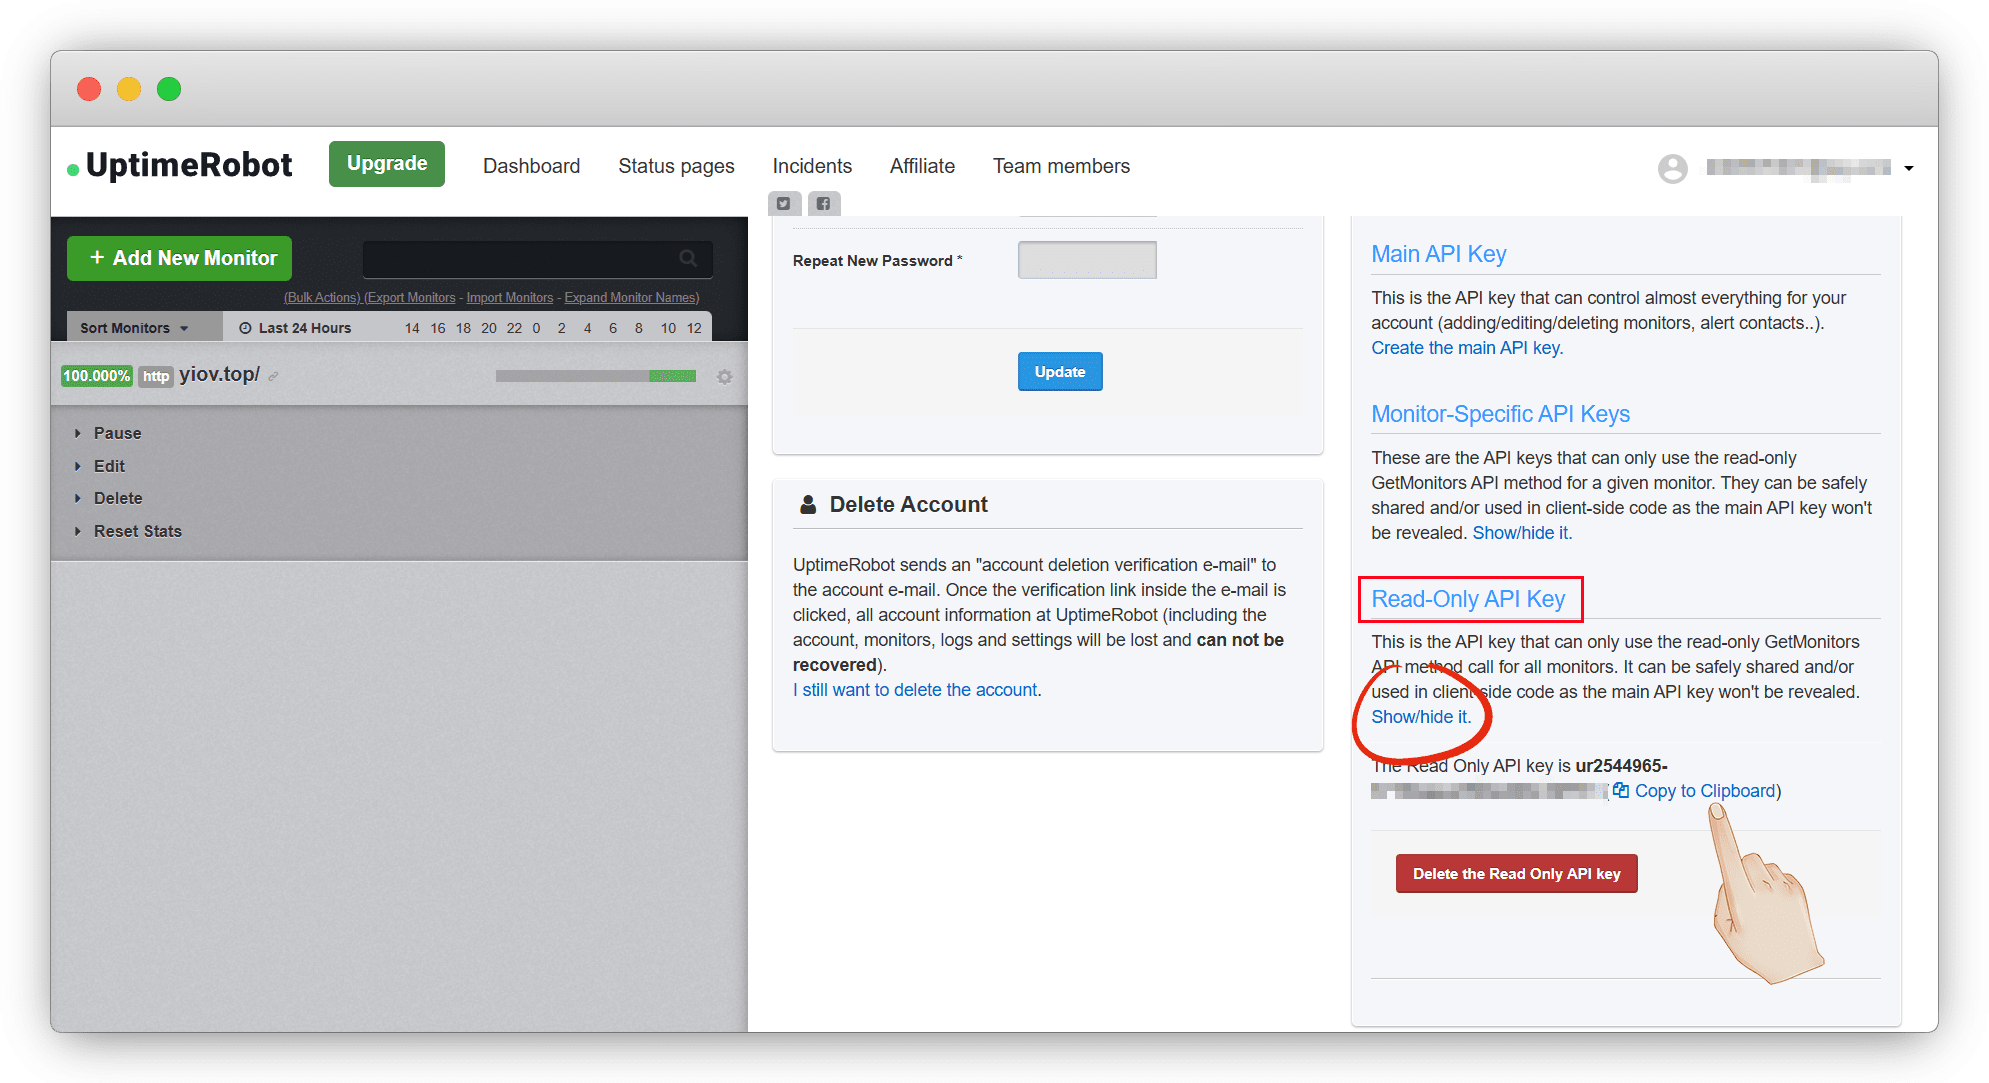 UptimeRobot
Upgrade
Dashboard
Status pages
Incidents
Affiliate
Team members
+ Add New Monitor
(Bulk Actions) (Export Monitors - Import Monitors - Expand Monitor Names)
Sort Monitors
Last 24 Hours
14 16 18 20 22 0 2 4 6 8 10 12
100.000% http yiov.top/
Pause
Edit
Delete
Reset Stats
Repeat New Password *
Update
Delete Account
UptimeRobot sends an "account deletion verification e-mail" to
the account e-mail. Once the verification link inside the e-mail is
clicked, all account information at UptimeRobot (including the
account, monitors, logs and settings will be lost and can not be
recovered).
I still want to delete the account.
Main API Key
This is the API key that can control almost everything for your
account (adding/editing/deleting monitors, alert contacts..).
Create the main API key.
Monitor-Specific API Keys
These are the API keys that can only use the read-only
GetMonitors API method for a given monitor. They can be safely
shared and/or used in client-side code as the main API key won't
be revealed. Show/hide it.
Read-Only API Key
This is the API key that can only use the read-only GetMonitors
API method call for all monitors. It can be safely shared and/or
used in client-side code as the main API key won't be revealed.
Show/hide it.
The Read Only API key is ur2544965-
Copy to Clipboard)
Delete the Read Only API key